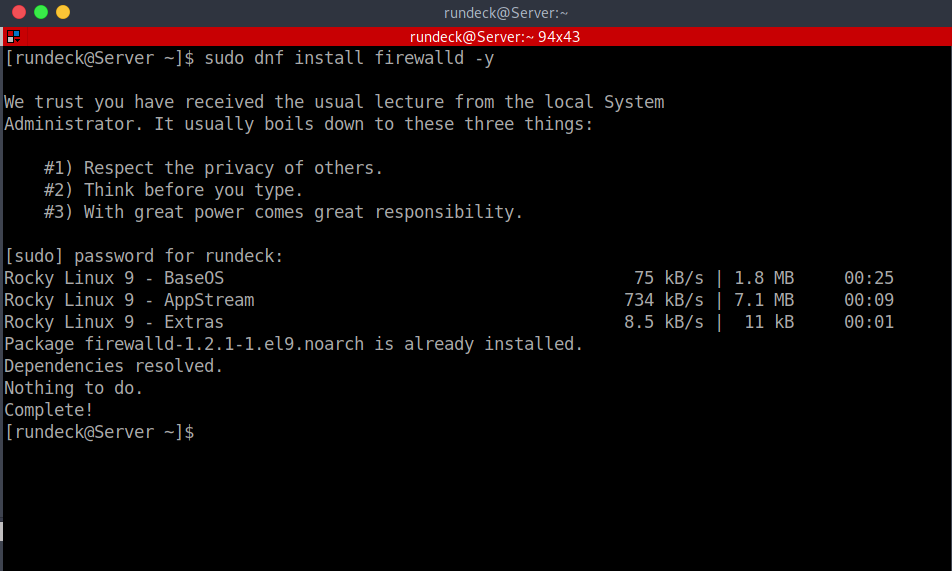 rundeck@Server:~
rundeck@Server:~ 94x43
[rundeck@Server ~]$ sudo dnf install firewalld -y
We trust you have received the usual lecture from the local System
Administrator. It usually boils down to these three things:
#1) Respect the privacy of others.
#2) Think before you type.
#3) With great power comes great responsibility.
[sudo] password for rundeck:
Rocky Linux 9 - BaseOS 75 kB/s | 1.8 MB 00:25
Rocky Linux 9 - AppStream 734 kB/s | 7.1 MB 00:09
Rocky Linux 9 - Extras 8.5 kB/s | 11 kB 00:01
Package firewalld-1.2.1-1.el9.noarch is already installed.
Dependencies resolved.
Nothing to do.
Complete!
[rundeck@Server ~]$